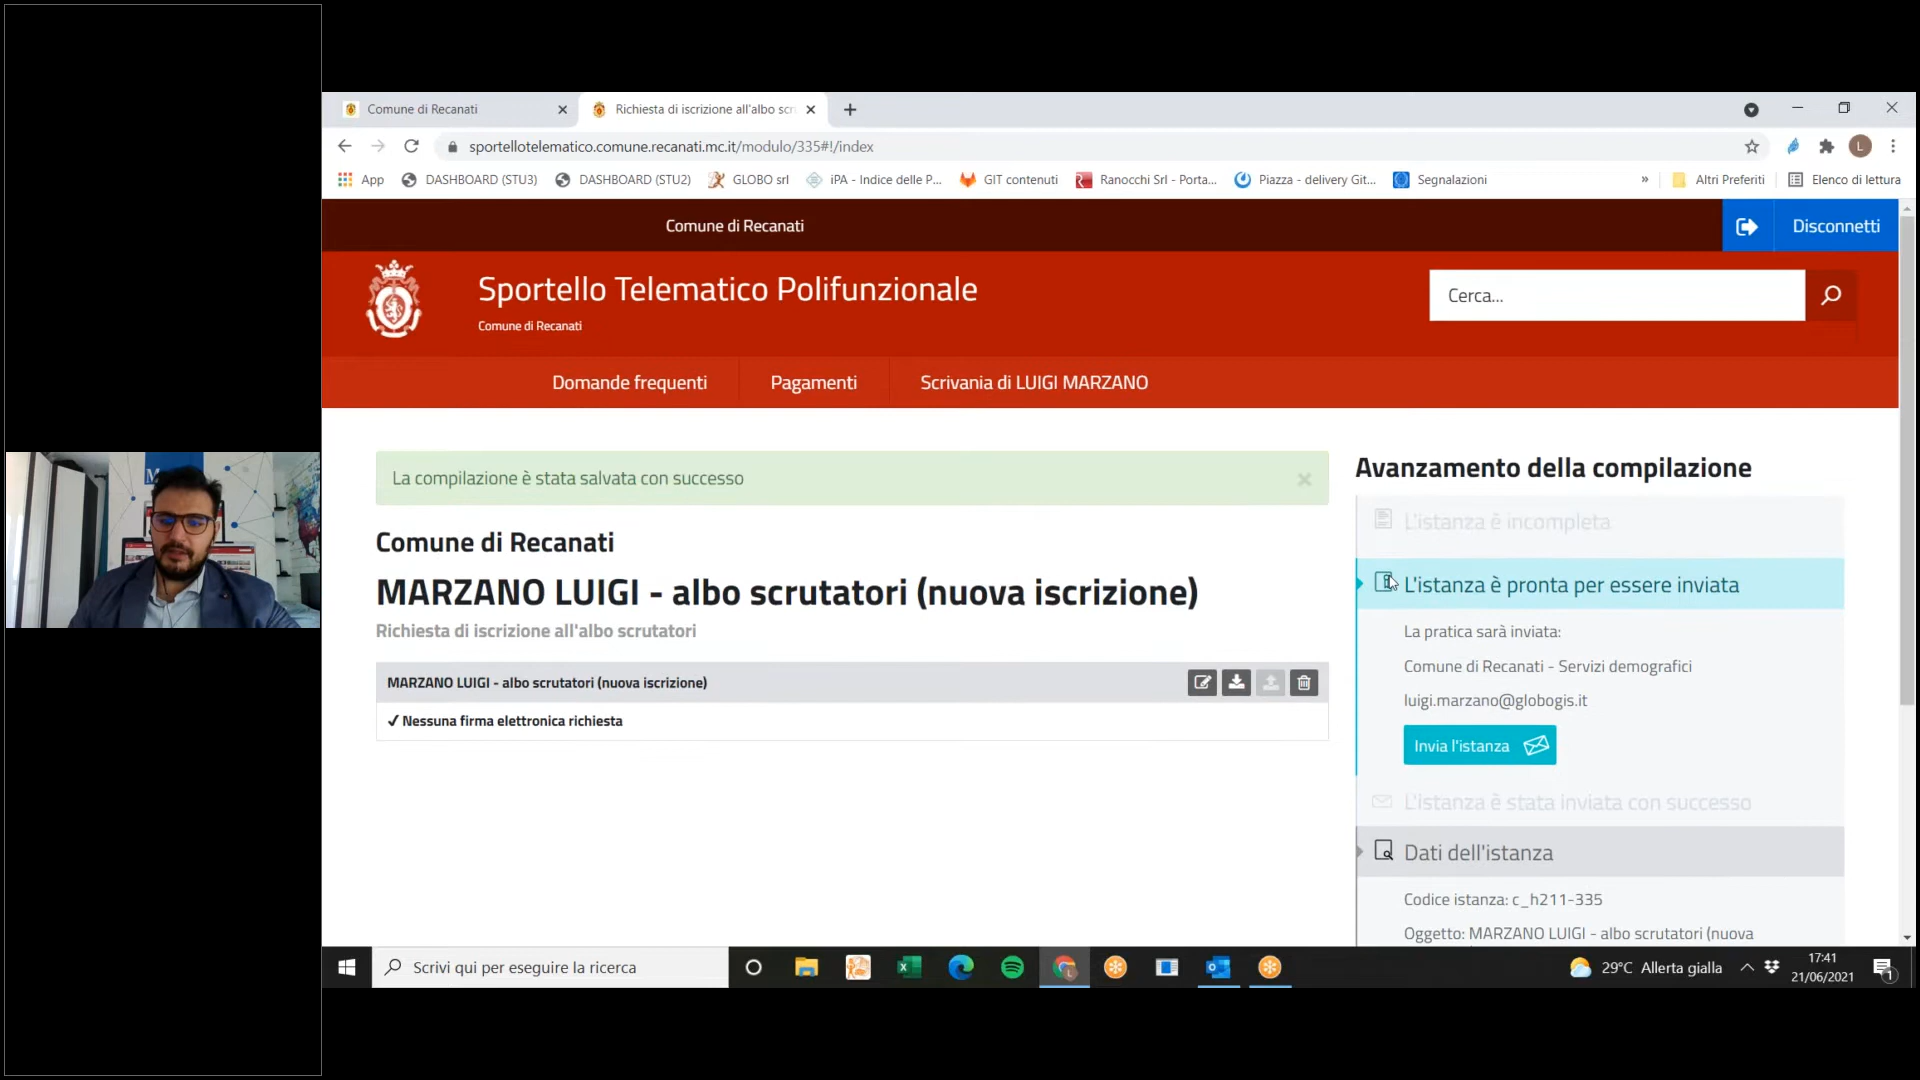 Comune di Recanati
Richiesta di iscrizione all'albo scr
sportellotelematico.comune.recanati.mc.it/modulo/335#!/index
L
App
DASHBOARD (STU3)
DASHBOARD (STU2)
GLOBO srl
iPA - Indice delle P...
GIT contenuti
Ranocchi Srl - Porta...
Piazza - delivery Git...
Segnalazioni
»
Altri Preferiti
Elenco di lettura
Comune di Recanati
Disconnetti
Sportello Telematico Polifunzionale
Comune di Recanati
Cerca...
Domande frequenti
Pagamenti
Scrivania di LUIGI MARZANO
La compilazione è stata salvata con successo
Comune di Recanati
MARZANO LUIGI - albo scrutatori (nuova iscrizione)
Richiesta di iscrizione all'albo scrutatori
MARZANO LUIGI - albo scrutatori (nuova iscrizione)
Nessuna firma elettronica richiesta
Avanzamento della compilazione
L'istanza è incompleta
L'istanza è pronta per essere inviata
La pratica sarà inviata:
Comune di Recanati - Servizi demografici
luigi.marzano@globogis.it
Invia l'istanza
L'istanza è stata inviata con successo
Dati dell'istanza
Codice istanza: c_h211-335
Oggetto: MARZANO LUIGI - albo scrutatori (nuova
Scrivi qui per eseguire la ricerca
29°C Allerta gialla
17:41
21/06/2021
1